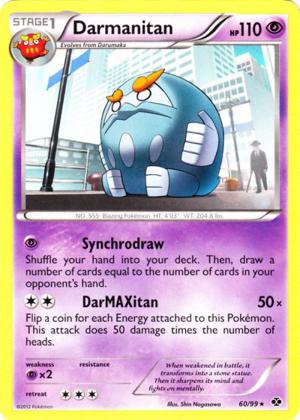 STAGE1
Darmanitan
HP110
Evolves from Darumaka
NO. 555 Blazing Pokémon HT. 4'03" WT. 204.8 lbs.
Synchrodraw
Shuffle your hand into your deck. Then, draw a
number of cards equal to the number of cards in your
opponent's hand.
DarMAXitan 50×
Flip a coin for each Energy attached to this Pokémon.
This attack does 50 damage times the number of
heads.
weakness resistance
×2
retreat
When weakened in battle, it
transforms into a stone statue.
Then it sharpens its mind and
fights on mentally.
©2012 Pokémon
Illus. Shin Nagasawa
60/99 ★